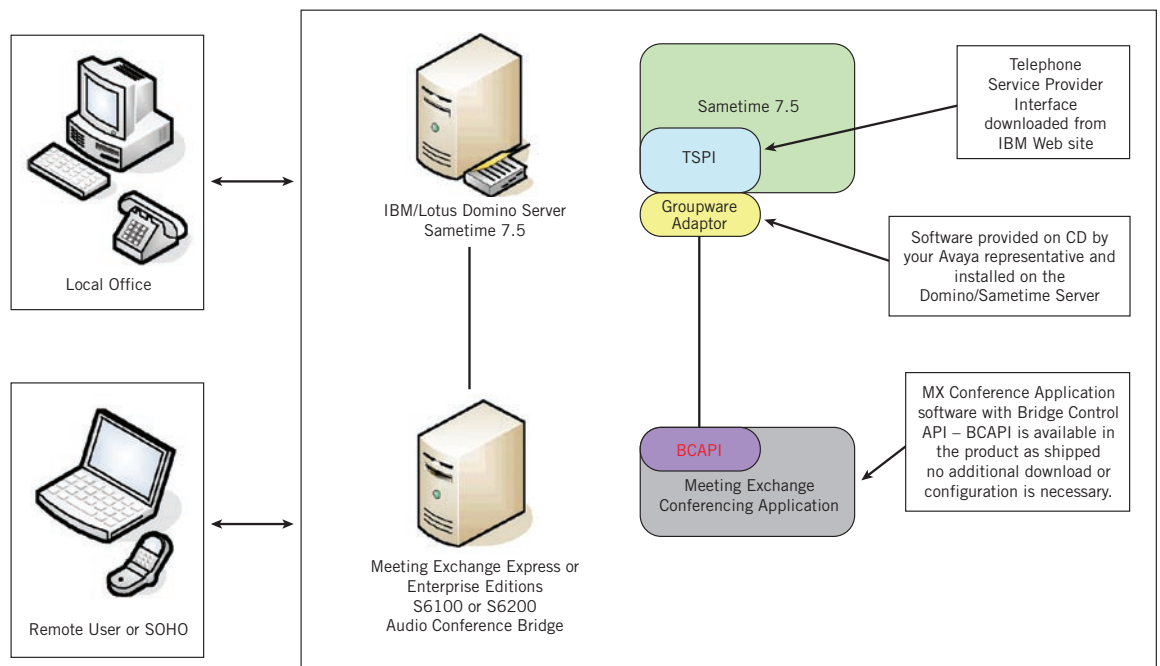 Local Office
Remote User or SOHO
IBM/Lotus Domino Server
Sametime 7.5
Meeting Exchange Express or
Enterprise Editions
S6100 or S6200
Audio Conference Bridge
Sametime 7.5
TSPI
Groupware
Adaptor
BCAPI
Meeting Exchange
Conferencing Application
Telephone
Service Provider
Interface
downloaded from
IBM Web site
Software provided on CD by
your Avaya representative and
installed on the
Domino/Sametime Server
MX Conference Application
software with Bridge Control
API – BCAPI is available in
the product as shipped
no additional download or
configuration is necessary.